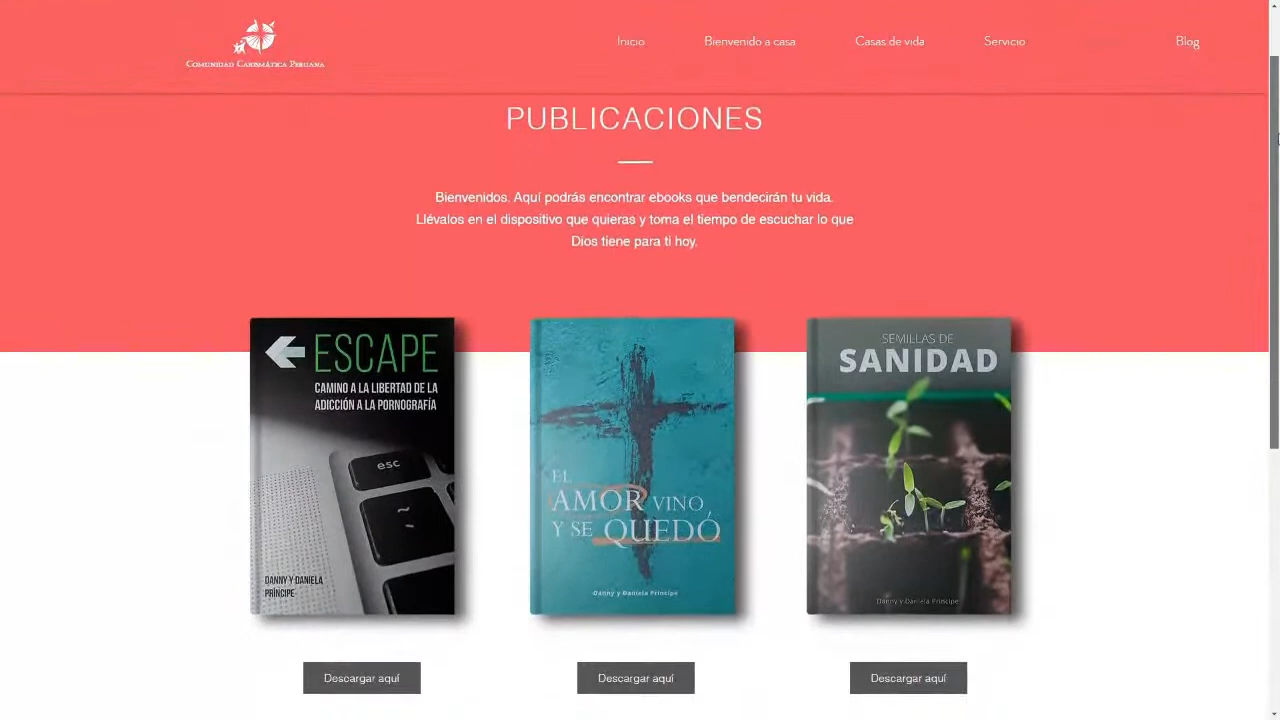 COMUNIDAD CARISMÁTICA PERUANA
Inicio
Bienvenido a casa
Casas de vida
Servicio
Blog
PUBLICACIONES
Bienvenidos. Aquí podrás encontrar ebooks que bendecirán tu vida.
Llévalos en el dispositivo que quieras y toma el tiempo de escuchar lo que
Dios tiene para ti hoy.
ESCAPE
CAMINO A LA LIBERTAD DE LA
ADICCIÓN A LA PORNOGRAFÍA
esc
~
DANNY Y DANIELA
PRÍNCIPE
EL
AMOR VINO
Y SE QUEDÓ
Danny y Daniela Príncipe
SEMILLAS DE
SANIDAD
Danny y Daniela Príncipe
Descargar aquí
Descargar aquí
Descargar aquí